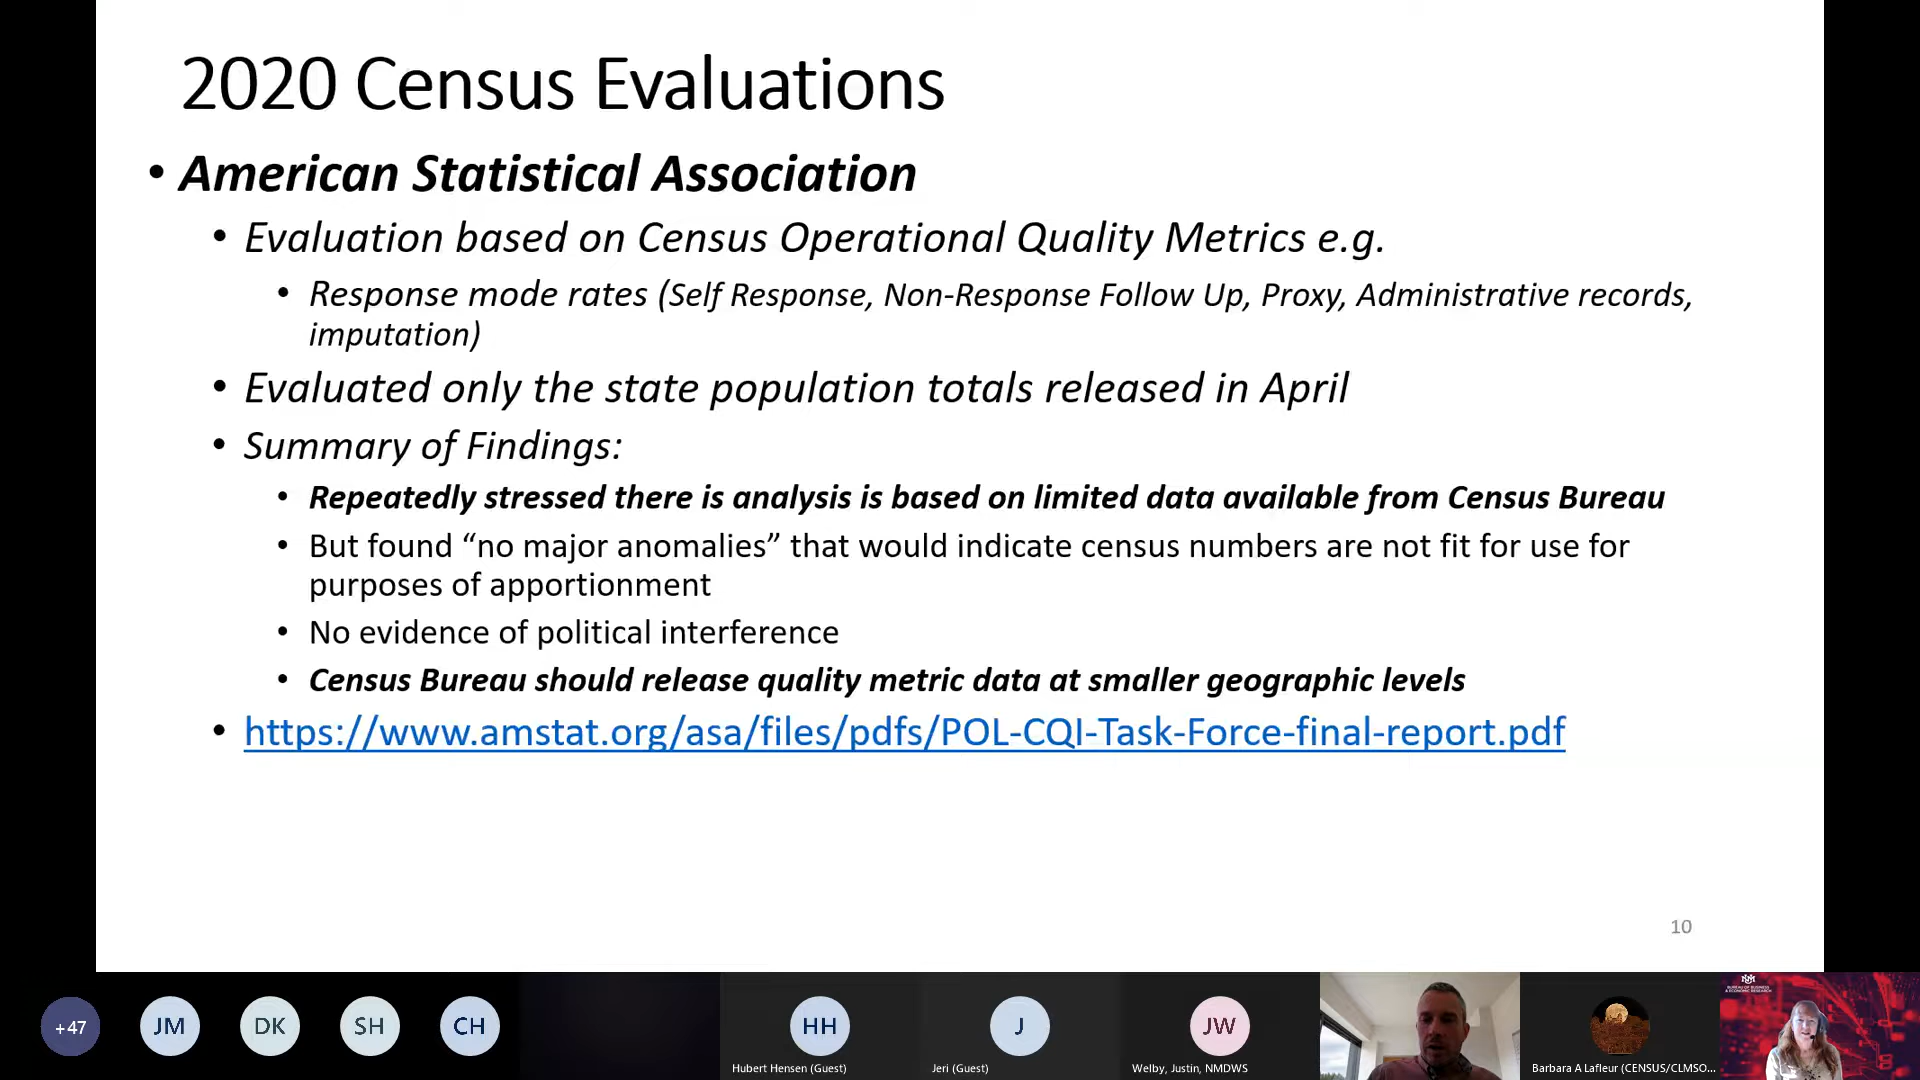 2020 Census Evaluations
• American Statistical Association
• Evaluation based on Census Operational Quality Metrics e.g.
• Response mode rates (Self Response, Non-Response Follow Up, Proxy, Administrative records,
imputation)
• Evaluated only the state population totals released in April
• Summary of Findings:
• Repeatedly stressed there is analysis is based on limited data available from Census Bureau
• But found “no major anomalies” that would indicate census numbers are not fit for use for
purposes of apportionment
• No evidence of political interference
• Census Bureau should release quality metric data at smaller geographic levels
• https://www.amstat.org/asa/files/pdfs/POL-CQI-Task-Force-final-report.pdf
10
+47
JM
DK
SH
CH
HH
Hubert Hensen (Guest)
J
Jeri (Guest)
JW
Welby, Justin, NMDWS
Barbara A Lafleur (CENSUS/CLMSO...
BUREAU OF BUSINESS
& ECONOMIC RESEARCH